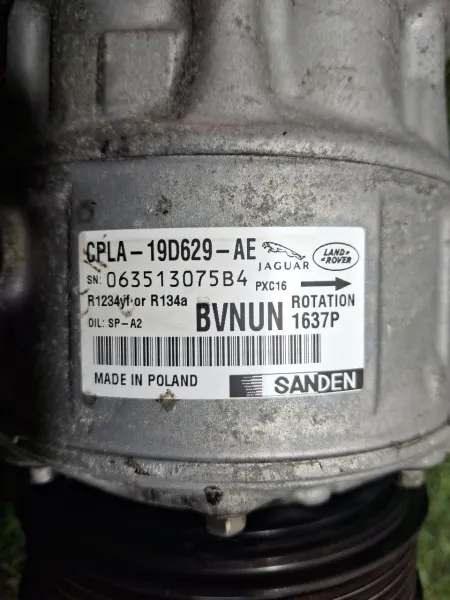 CPLA-19D629-AE
JAGUAR
LAND ROVER
SN: 063513075B4
PXC16
R1234yf or R134a
ROTATION
OIL: SP-A2
BVNUN
1637P
MADE IN POLAND
SANDEN